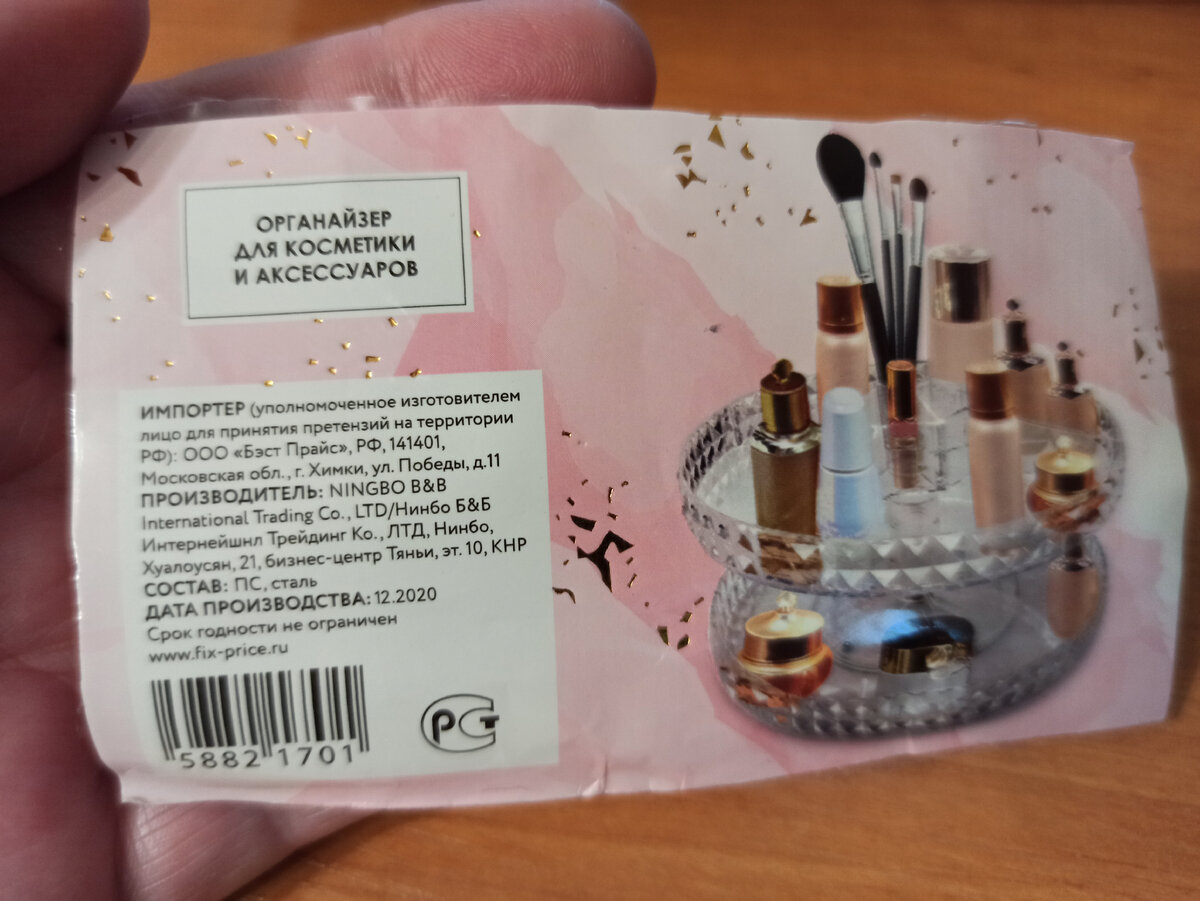 ОРГАНАЙЗЕР
ДЛЯ КОСМЕТИКИ
И АКСЕССУАРОВ
ИМПОРТЕР (уполномоченное изготовителем
лицо для принятия претензий на территории
РФ): ООО «Бэст Прайс», РФ, 141401,
Московская обл., г. Химки, ул. Победы, д.11
ПРОИЗВОДИТЕЛЬ: NINGBO B&B
International Trading Co., LTD/Нинбо Б&Б
Интернейшнл Трейдинг Ко., ЛТД, Нинбо,
Хуалоусян, 21, бизнес-центр Тяньи, эт. 10, КНР
СОСТАВ: ПС, сталь
ДАТА ПРОИЗВОДСТВА: 12.2020
Срок годности не ограничен
www.fix-price.ru
5882 1701
РСТ